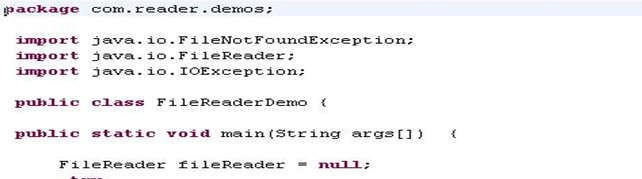 package com.reader.demos;
import java.io.FileNotFoundException;
import java.io.FileReader;
import java.io.IOException;
public class FileReaderDemo {
public static void main(String args[]) {
FileReader fileReader = null;